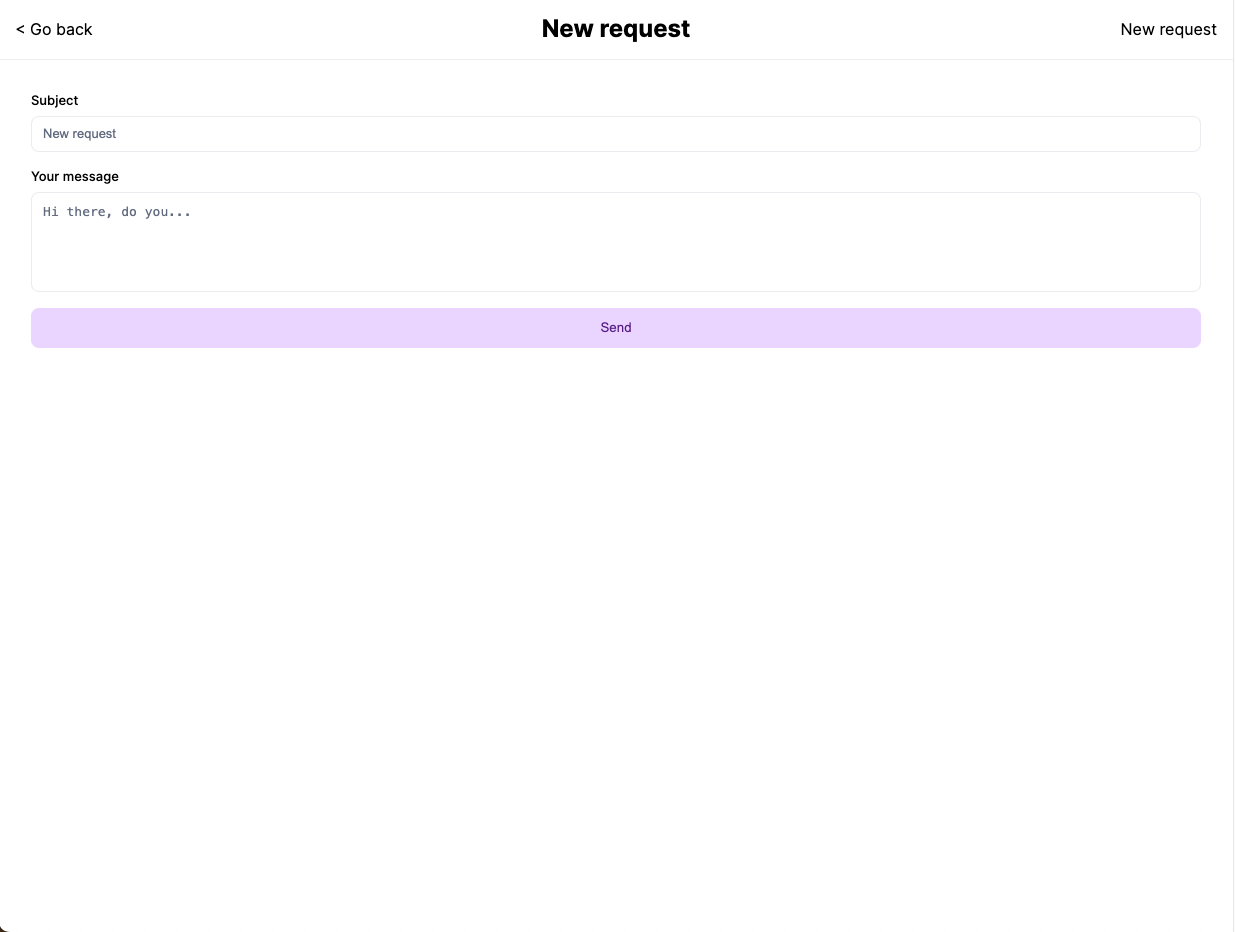 < Go back
New request
New request
Subject
New request
Your message
Hi there, do you...
Send